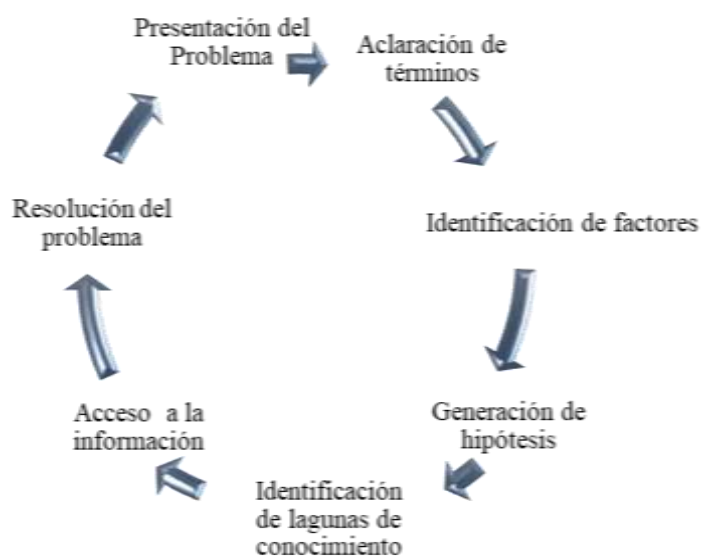 Presentación del
Problema
Aclaración de
términos
Identificación de factores
Generación de
hipótesis
Identificación
de lagunas de
conocimiento
Acceso a la
información
Resolución del
problema